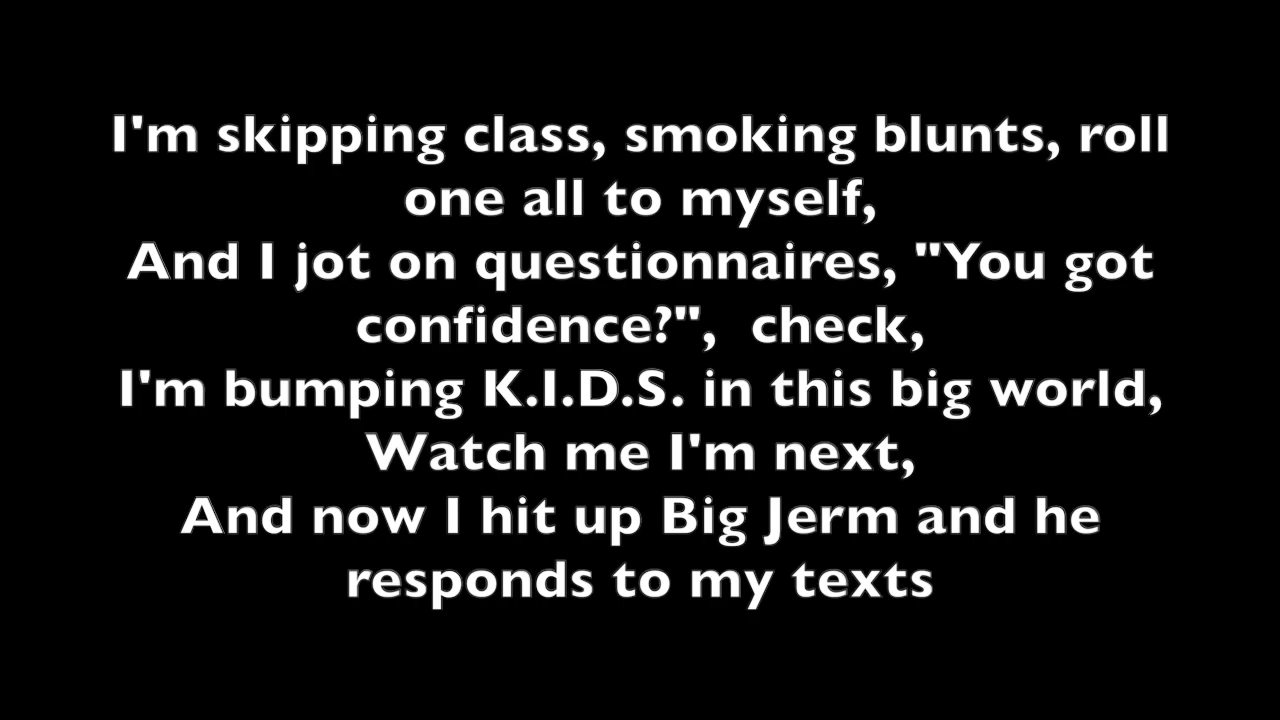 I'm skipping class, smoking blunts, roll
one all to myself,
And I jot on questionnaires, "You got
confidence?",  check,
I'm bumping K.I.D.S. in this big world,
Watch me I'm next,
And now I hit up Big Jerm and he
responds to my texts